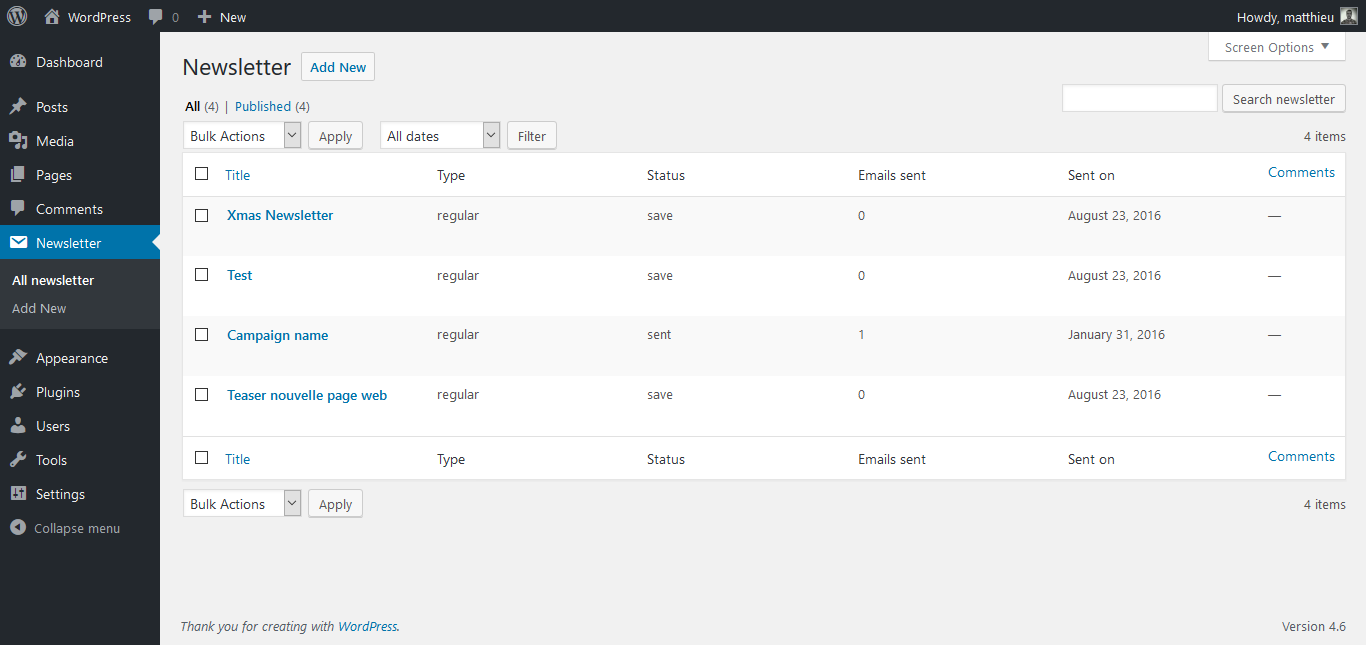 WordPress 0 New Howdy, matthieu
Dashboard
Posts
Media
Pages
Comments
Newsletter
All newsletter
Add New
Appearance
Plugins
Users
Tools
Settings
Collapse menu
Screen Options
Newsletter Add New
All (4) | Published (4)
Search newsletter
Bulk Actions Apply All dates Filter 4 items
Title Type Status Emails sent Sent on Comments
Xmas Newsletter regular save 0 August 23, 2016 —
Test regular save 0 August 23, 2016 —
Campaign name regular sent 1 January 31, 2016 —
Teaser nouvelle page web regular save 0 August 23, 2016 —
Title Type Status Emails sent Sent on Comments
Bulk Actions Apply 4 items
Thank you for creating with WordPress. Version 4.6